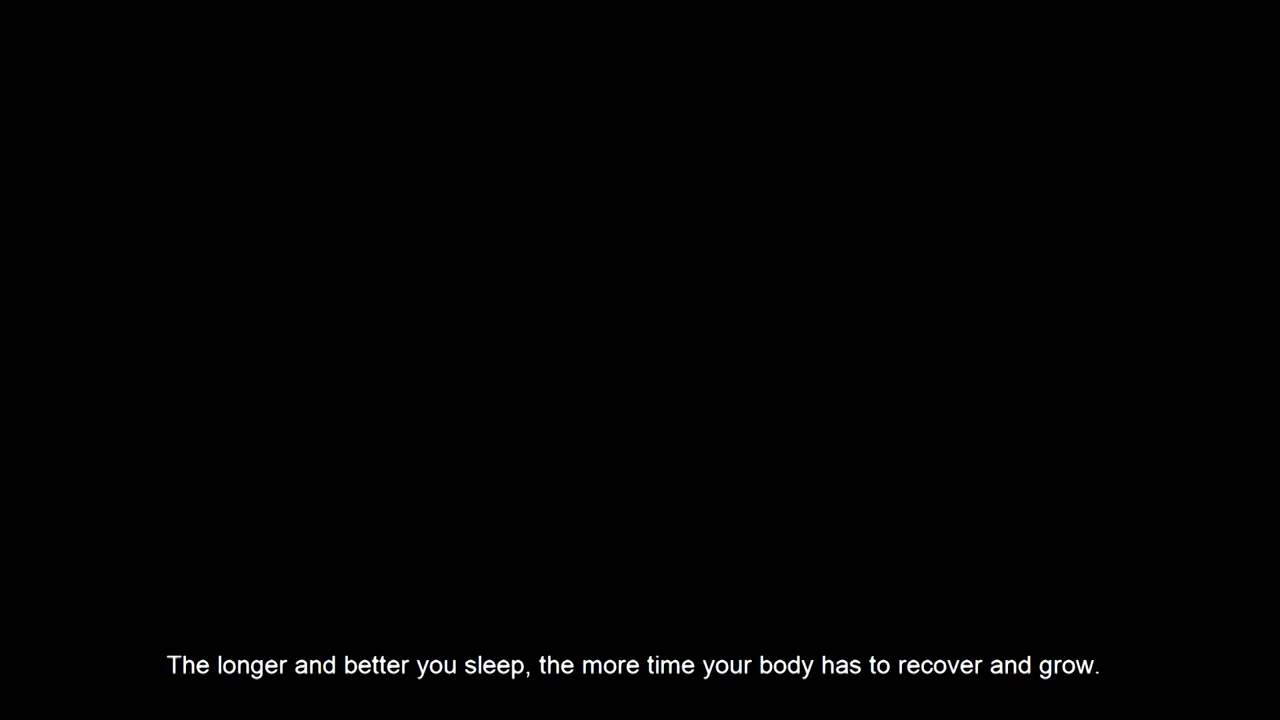 The longer and better you sleep, the more time your body has to recover and grow.